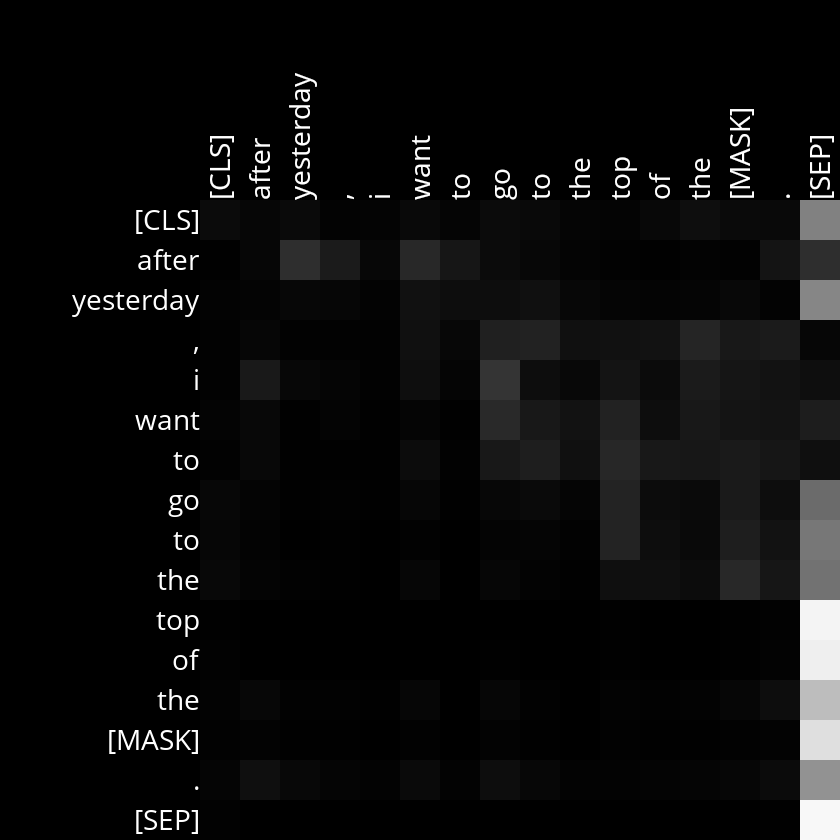 [CLS] after yesterday , i want to go to the top of the [MASK] . [SEP]
[CLS]
after
yesterday
,
i
want
to
go
to
the
top
of
the
[MASK]
.
[SEP]